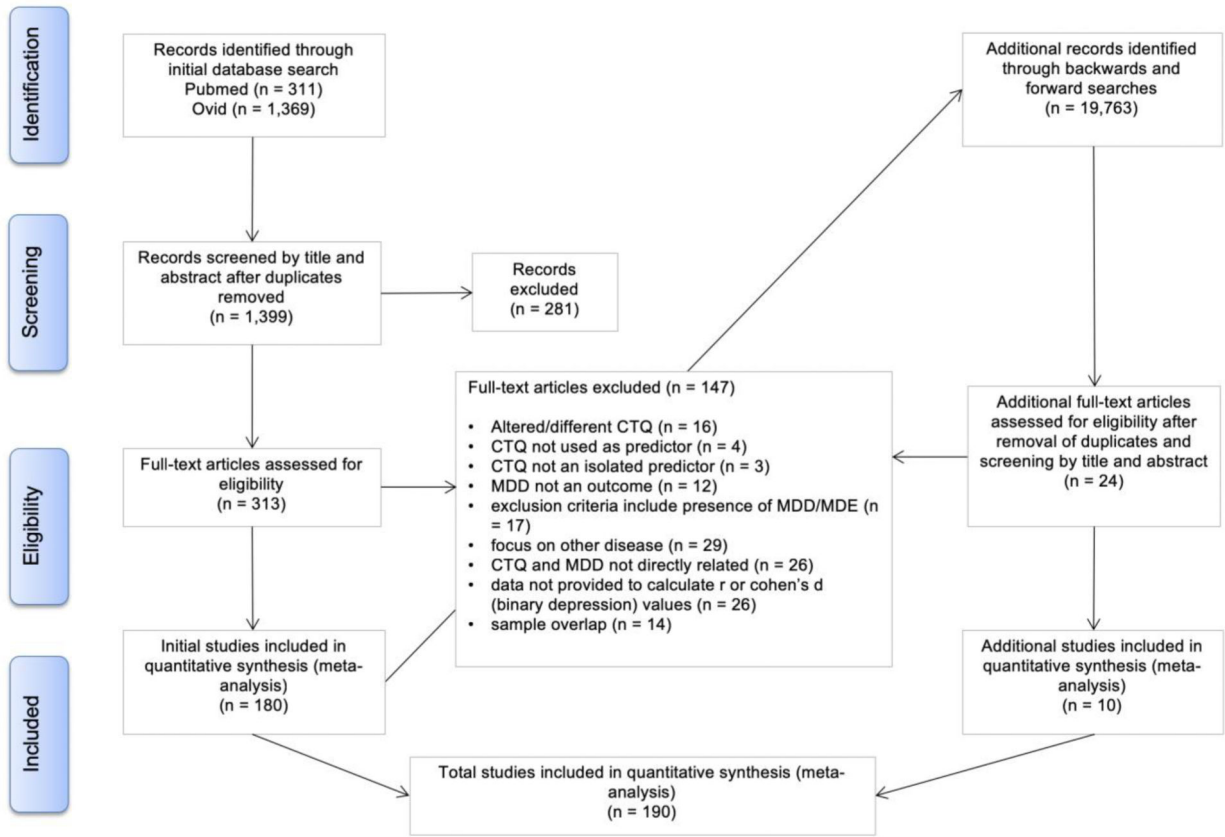 Identification
Records identified through
initial database search
Pubmed (n = 311)
Ovid (n = 1,369)
Additional records identified
through backwards and
forward searches
(n = 19,763)
Screening
Records screened by title and
abstract after duplicates
removed
(n = 1,399)
Records
excluded
(n = 281)
Eligibility
Full-text articles assessed for
eligibility
(n = 313)
Full-text articles excluded (n = 147)
• Altered/different CTQ (n = 16)
• CTQ not used as predictor (n = 4)
• CTQ not an isolated predictor (n = 3)
• MDD not an outcome (n = 12)
• exclusion criteria include presence of MDD/MDE (n
= 17)
• focus on other disease (n = 29)
• CTQ and MDD not directly related (n = 26)
• data not provided to calculate r or cohen's d
(binary depression) values (n = 26)
• sample overlap (n = 14)
Additional full-text articles
assessed for eligibility after
removal of duplicates and
screening by title and abstract
(n = 24)
Included
Initial studies included in
quantitative synthesis (meta-
analysis)
(n = 180)
Additional studies included in
quantitative synthesis (meta-
analysis)
(n = 10)
Total studies included in quantitative synthesis (meta-
analysis)
(n = 190)